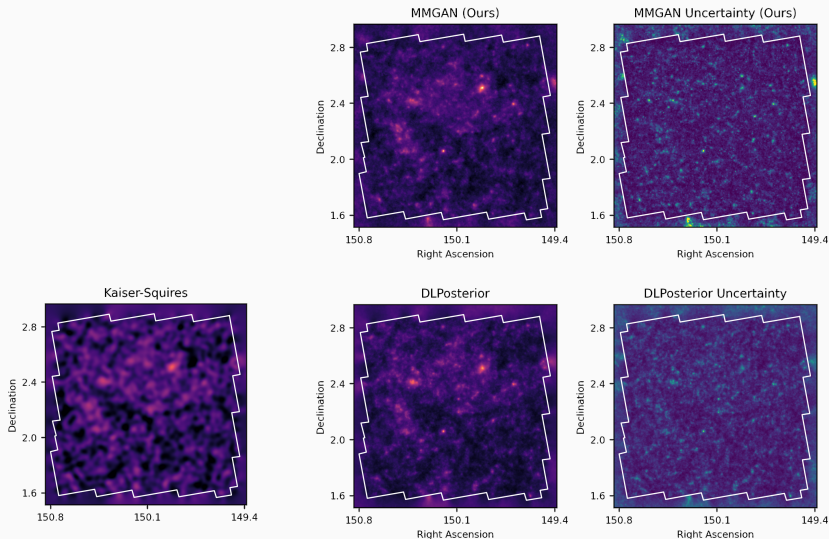 MMGAN (Ours)
MMGAN Uncertainty (Ours)
2.8
2.4
2.0
1.6
Declination
150.8
150.1
149.4
Right Ascension
2.8
2.4
2.0
1.6
Declination
150.8
150.1
149.4
Right Ascension
Kaiser-Squires
DLPosterior
DLPosterior Uncertainty
2.8
2.4
2.0
1.6
Declination
150.8
150.1
149.4
2.8
2.4
2.0
1.6
Declination
150.8
150.1
149.4
Right Ascension
2.8
2.4
2.0
1.6
Declination
150.8
150.1
149.4
Right Ascension